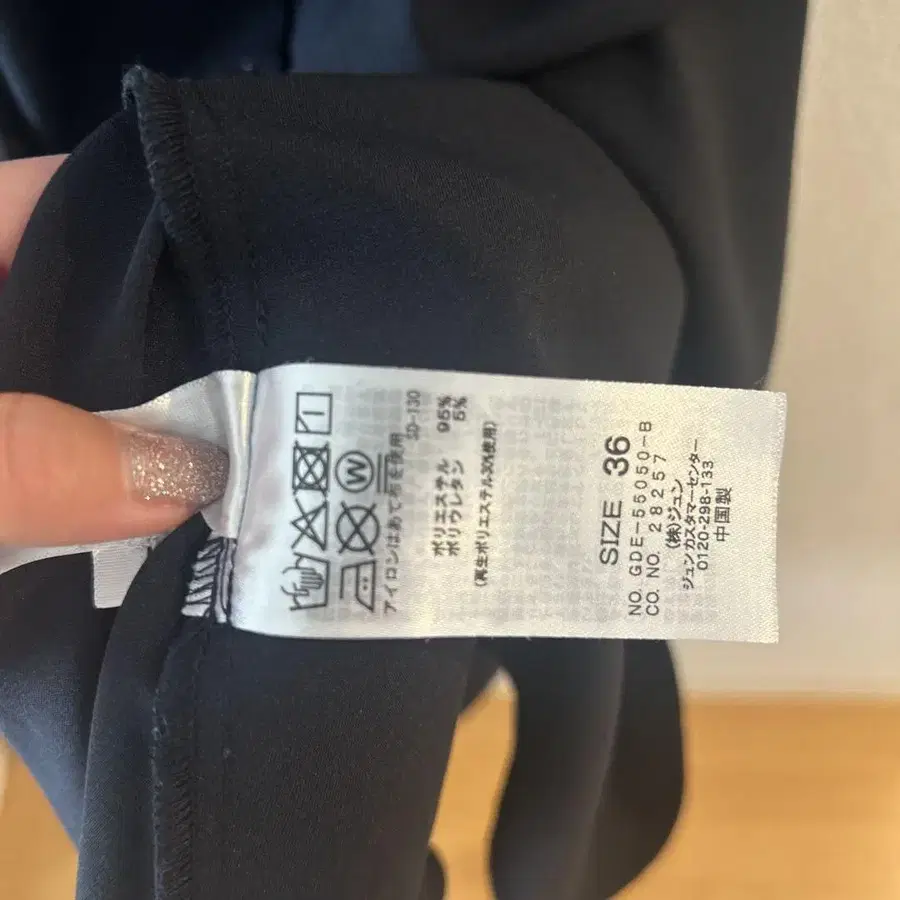 アイロンはあて布を使用
SD-130
ポリエステル 95%
ポリウレタン 5%
(再生ポリエステル30%使用)
SIZE 36
NO. GDE-55050-B
CO. NO. 28257
(株)ジュン
ジュン カスタマーセンター
0120-298-133
中国製